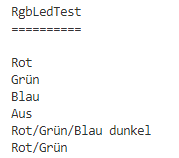 RgbLedTest
==========
Rot
Grün
Blau
Aus
Rot/Grün/Blau dunkel
Rot/Grün